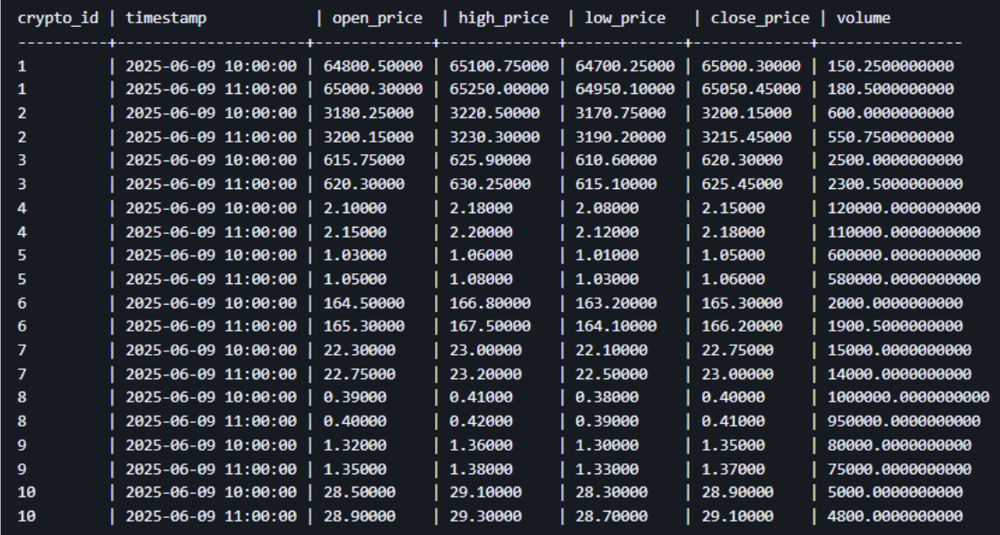 crypto_id | timestamp | open_price | high_price | low_price | close_price | volume
----------+---------------------+-------------+-------------+-------------+-------------+----------------
1 | 2025-06-09 10:00:00 | 64800.50000 | 65100.75000 | 64700.25000 | 65000.30000 | 150.2500000000
1 | 2025-06-09 11:00:00 | 65000.30000 | 65250.00000 | 64950.10000 | 65050.45000 | 180.5000000000
2 | 2025-06-09 10:00:00 | 3180.25000 | 3220.50000 | 3170.75000 | 3200.15000 | 600.0000000000
2 | 2025-06-09 11:00:00 | 3200.15000 | 3230.30000 | 3190.20000 | 3215.45000 | 550.7500000000
3 | 2025-06-09 10:00:00 | 615.75000 | 625.90000 | 610.60000 | 620.30000 | 2500.0000000000
3 | 2025-06-09 11:00:00 | 620.30000 | 630.25000 | 615.10000 | 625.45000 | 2300.5000000000
4 | 2025-06-09 10:00:00 | 2.10000 | 2.18000 | 2.08000 | 2.15000 | 120000.0000000000
4 | 2025-06-09 11:00:00 | 2.15000 | 2.20000 | 2.12000 | 2.18000 | 110000.0000000000
5 | 2025-06-09 10:00:00 | 1.03000 | 1.06000 | 1.01000 | 1.05000 | 600000.0000000000
5 | 2025-06-09 11:00:00 | 1.05000 | 1.08000 | 1.03000 | 1.06000 | 580000.0000000000
6 | 2025-06-09 10:00:00 | 164.50000 | 166.80000 | 163.20000 | 165.30000 | 2000.0000000000
6 | 2025-06-09 11:00:00 | 165.30000 | 167.50000 | 164.10000 | 166.20000 | 1900.5000000000
7 | 2025-06-09 10:00:00 | 22.30000 | 23.00000 | 22.10000 | 22.75000 | 15000.0000000000
7 | 2025-06-09 11:00:00 | 22.75000 | 23.20000 | 22.50000 | 23.00000 | 14000.0000000000
8 | 2025-06-09 10:00:00 | 0.39000 | 0.41000 | 0.38000 | 0.40000 | 1000000.0000000000
8 | 2025-06-09 11:00:00 | 0.40000 | 0.42000 | 0.39000 | 0.41000 | 950000.0000000000
9 | 2025-06-09 10:00:00 | 1.32000 | 1.36000 | 1.30000 | 1.35000 | 80000.0000000000
9 | 2025-06-09 11:00:00 | 1.35000 | 1.38000 | 1.33000 | 1.37000 | 75000.0000000000
10 | 2025-06-09 10:00:00 | 28.50000 | 29.10000 | 28.30000 | 28.90000 | 5000.0000000000
10 | 2025-06-09 11:00:00 | 28.90000 | 29.30000 | 28.70000 | 29.10000 | 4800.0000000000